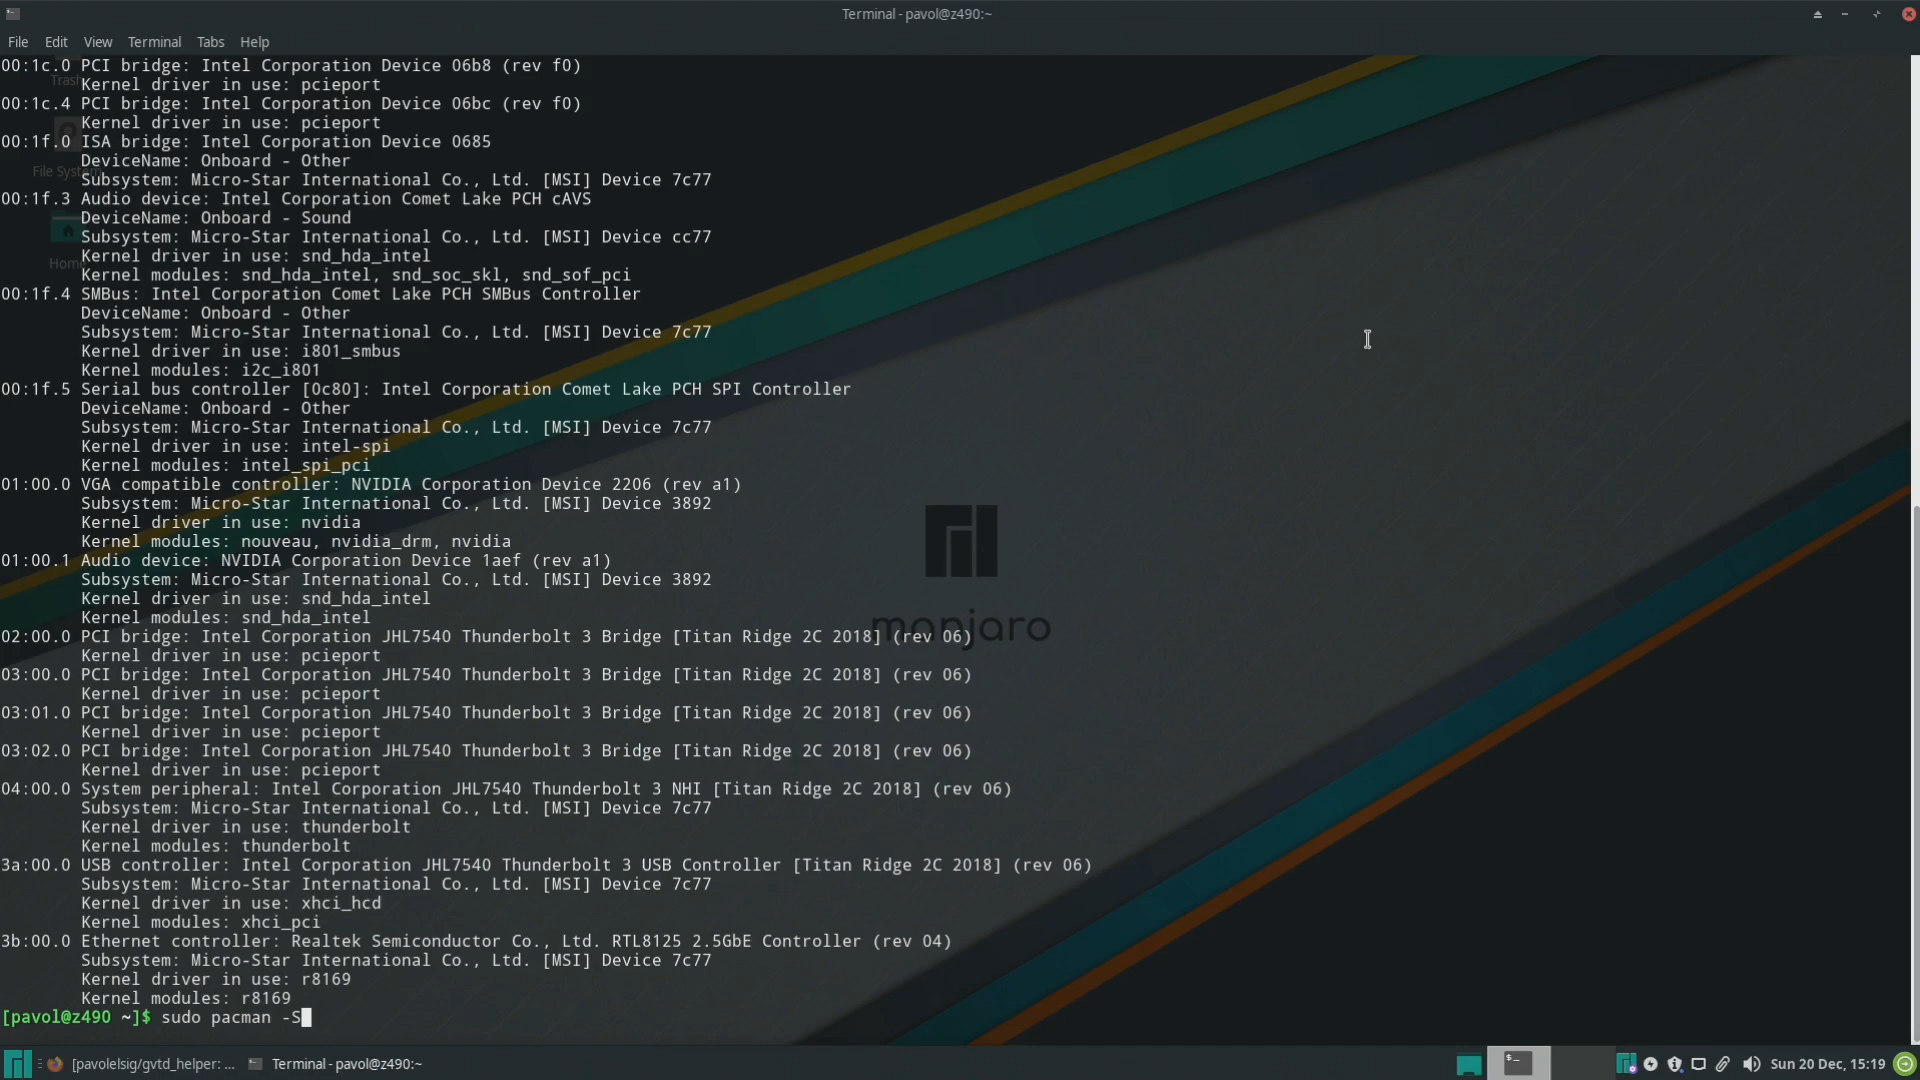 Terminal - pavol@z490:~
File Edit View Terminal Tabs Help
00:1c.0 PCI bridge: Intel Corporation Device 06b8 (rev f0)
Trash
Kernel driver in use: pcieport
00:1c.4 PCI bridge: Intel Corporation Device 06bc (rev f0)
Kernel driver in use: pcieport
00:1f.0 ISA bridge: Intel Corporation Device 0685
DeviceName: Onboard - Other
File System
Subsystem: Micro-Star International Co., Ltd. [MSI] Device 7c77
00:1f.3 Audio device: Intel Corporation Comet Lake PCH cAVS
DeviceName: Onboard - Sound
Subsystem: Micro-Star International Co., Ltd. [MSI] Device cc77
Kernel driver in use: snd_hda_intel
Home
Kernel modules: snd_hda_intel, snd_soc_skl, snd_sof_pci
00:1f.4 SMBus: Intel Corporation Comet Lake PCH SMBus Controller
DeviceName: Onboard - Other
Subsystem: Micro-Star International Co., Ltd. [MSI] Device 7c77
Kernel driver in use: i801_smbus
Kernel modules: i2c_i801
00:1f.5 Serial bus controller [0c80]: Intel Corporation Comet Lake PCH SPI Controller
DeviceName: Onboard - Other
Subsystem: Micro-Star International Co., Ltd. [MSI] Device 7c77
Kernel driver in use: intel-spi
Kernel modules: intel_spi_pci
01:00.0 VGA compatible controller: NVIDIA Corporation Device 2206 (rev a1)
Subsystem: Micro-Star International Co., Ltd. [MSI] Device 3892
Kernel driver in use: nvidia
Kernel modules: nouveau, nvidia_drm, nvidia
01:00.1 Audio device: NVIDIA Corporation Device 1aef (rev a1)
Subsystem: Micro-Star International Co., Ltd. [MSI] Device 3892
Kernel driver in use: snd_hda_intel
Kernel modules: snd_hda_intel
manjaro
02:00.0 PCI bridge: Intel Corporation JHL7540 Thunderbolt 3 Bridge [Titan Ridge 2C 2018] (rev 06)
Kernel driver in use: pcieport
03:00.0 PCI bridge: Intel Corporation JHL7540 Thunderbolt 3 Bridge [Titan Ridge 2C 2018] (rev 06)
Kernel driver in use: pcieport
03:01.0 PCI bridge: Intel Corporation JHL7540 Thunderbolt 3 Bridge [Titan Ridge 2C 2018] (rev 06)
Kernel driver in use: pcieport
03:02.0 PCI bridge: Intel Corporation JHL7540 Thunderbolt 3 Bridge [Titan Ridge 2C 2018] (rev 06)
Kernel driver in use: pcieport
04:00.0 System peripheral: Intel Corporation JHL7540 Thunderbolt 3 NHI [Titan Ridge 2C 2018] (rev 06)
Subsystem: Micro-Star International Co., Ltd. [MSI] Device 7c77
Kernel driver in use: thunderbolt
Kernel modules: thunderbolt
3a:00.0 USB controller: Intel Corporation JHL7540 Thunderbolt 3 USB Controller [Titan Ridge 2C 2018] (rev 06)
Subsystem: Micro-Star International Co., Ltd. [MSI] Device 7c77
Kernel driver in use: xhci_hcd
Kernel modules: xhci_pci
3b:00.0 Ethernet controller: Realtek Semiconductor Co., Ltd. RTL8125 2.5GbE Controller (rev 04)
Subsystem: Micro-Star International Co., Ltd. [MSI] Device 7c77
Kernel driver in use: r8169
Kernel modules: r8169
[pavol@z490 ~]$ sudo pacman -S
[pavolelsig/gvtd_helper: ... Terminal - pavol@z490:~ Sun 20 Dec, 15:19